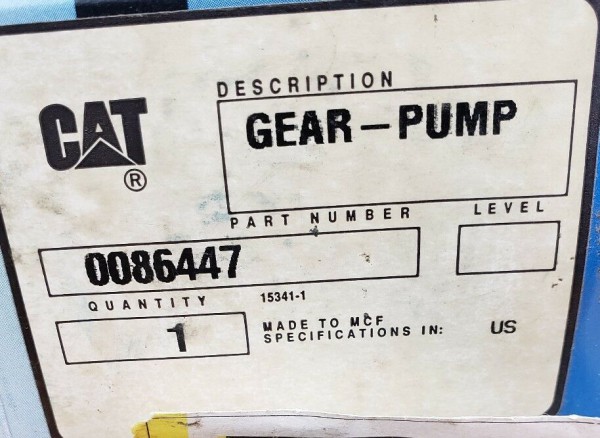 CAT
®
DESCRIPTION
GEAR-PUMP
PART NUMBER
LEVEL
0086447
QUANTITY
15341-1
1
MADE TO MCF
SPECIFICATIONS IN: US